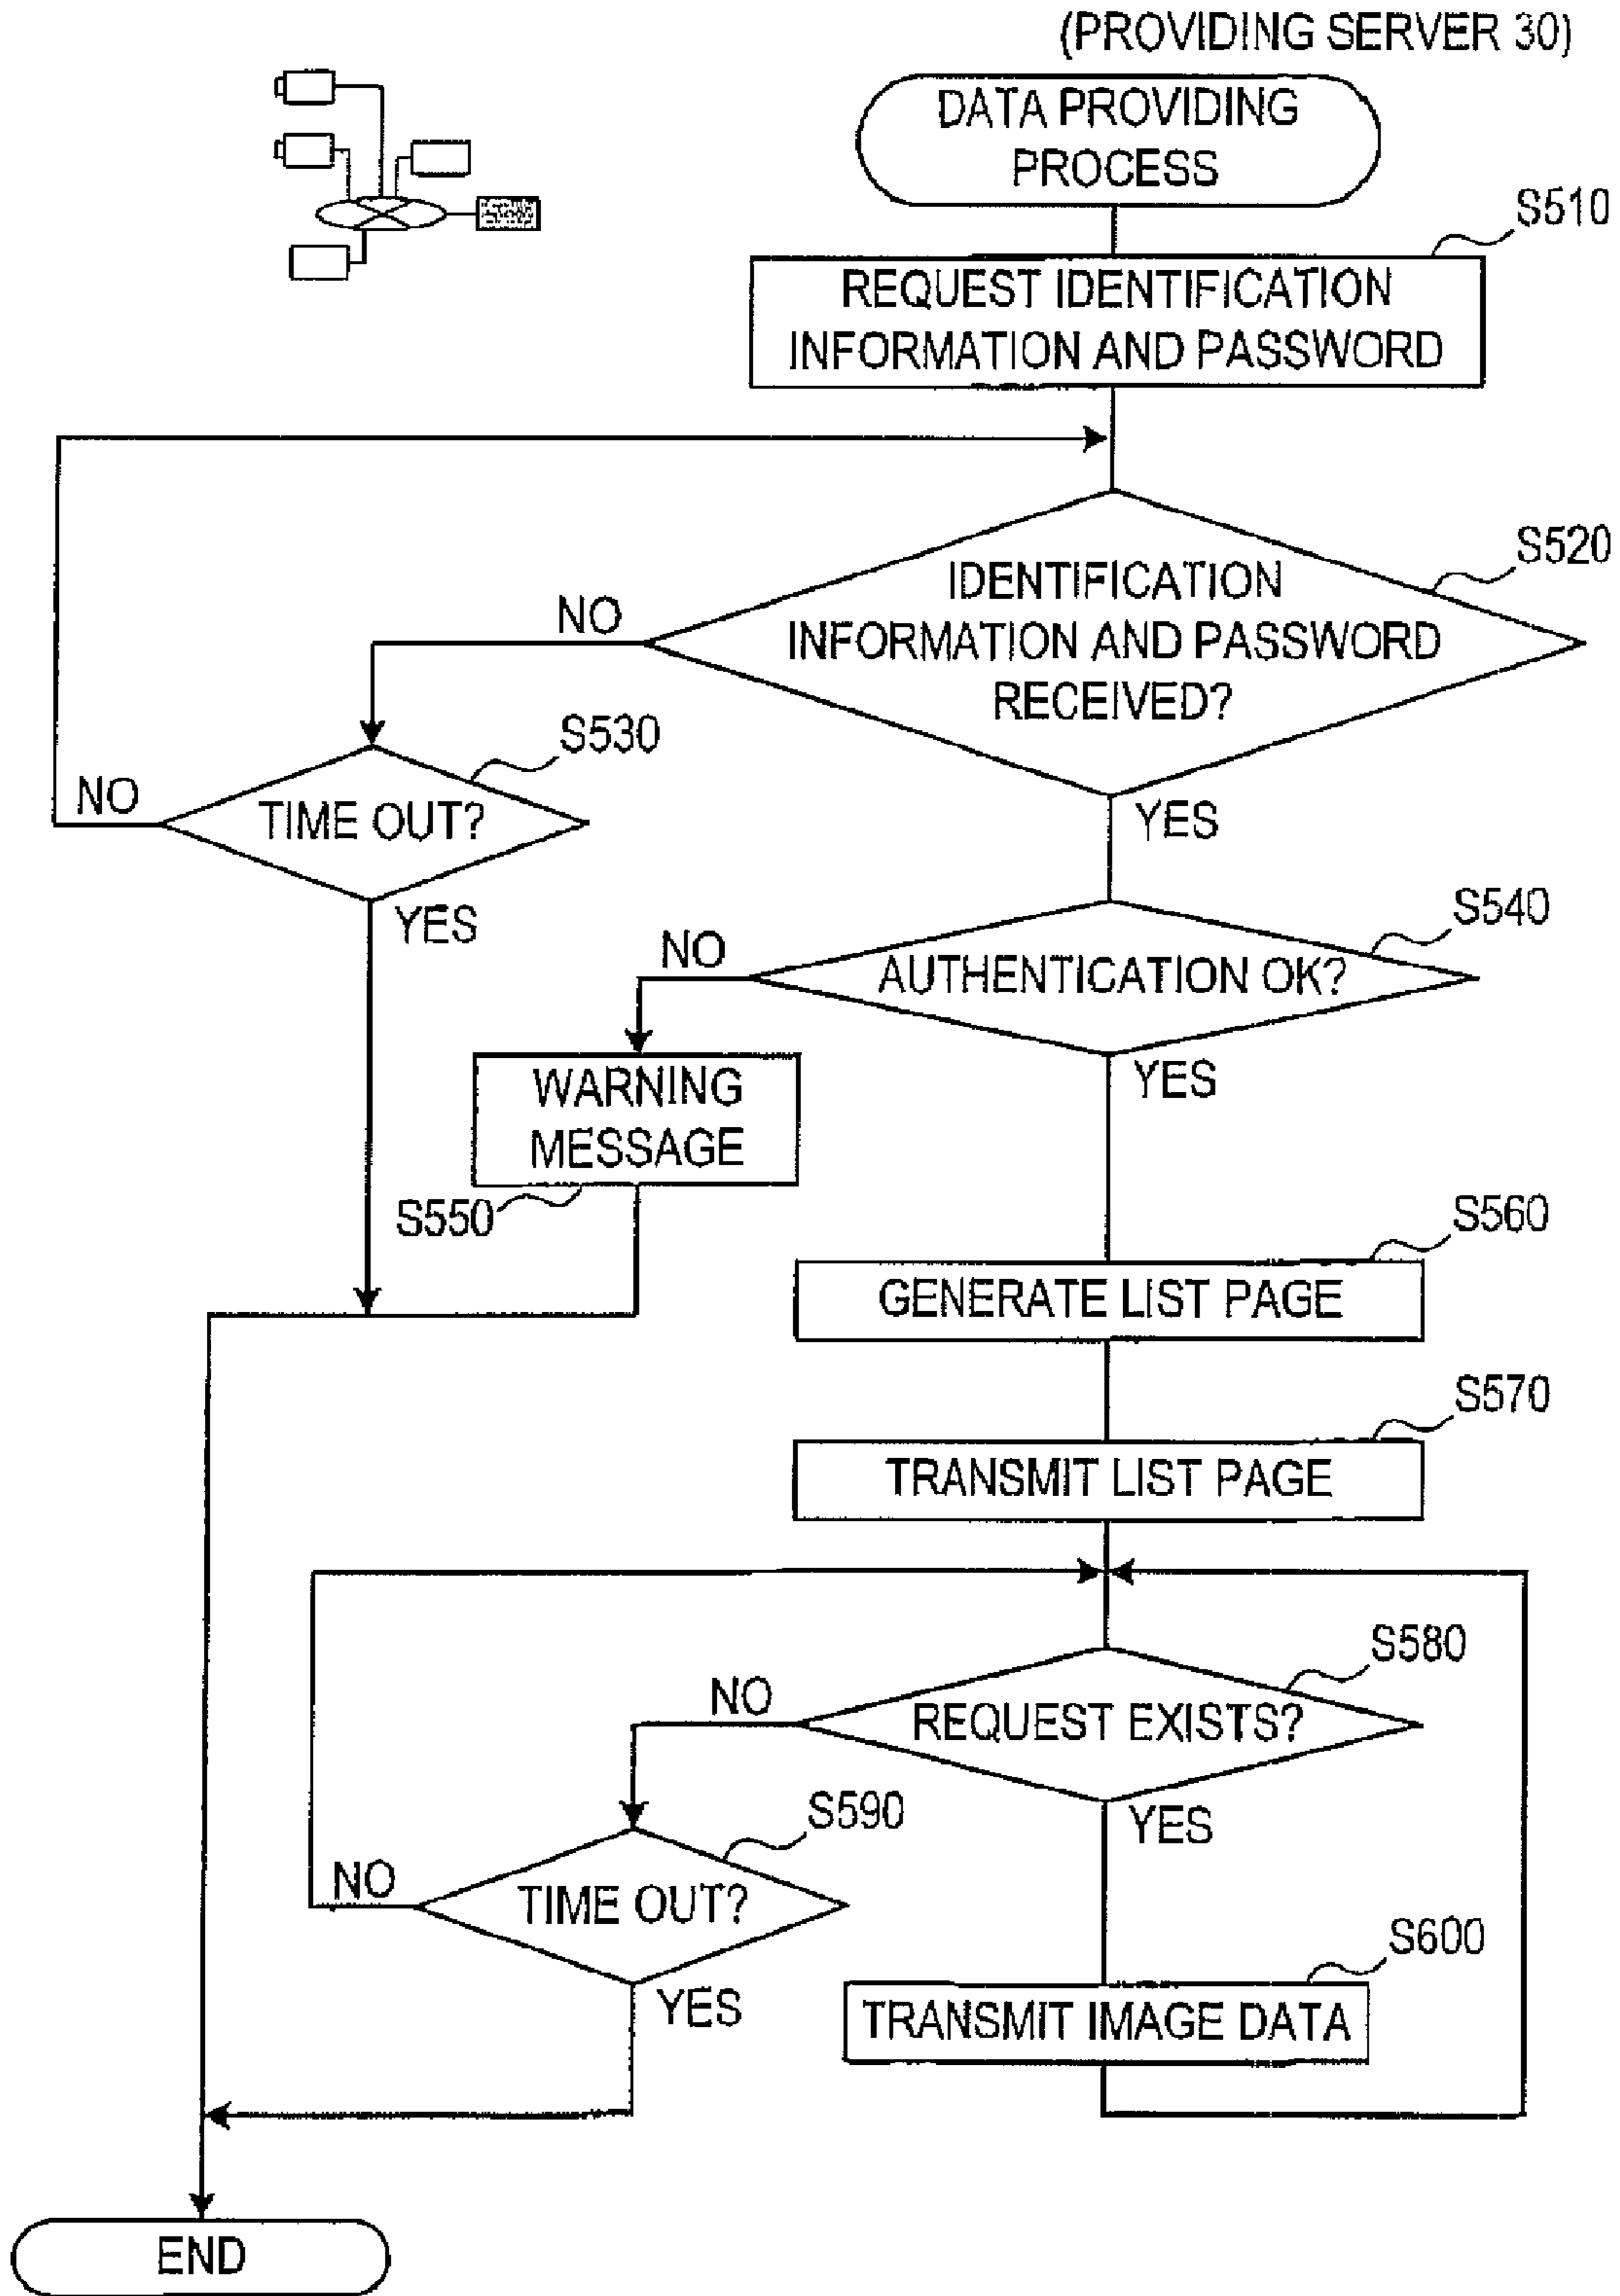 (PROVIDING SERVER 30)
DATA PROVIDING
PROCESS
S510
REQUEST IDENTIFICATION
INFORMATION AND PASSWORD
S520
IDENTIFICATION
INFORMATION AND PASSWORD
RECEIVED?
NO
YES
S530
TIME OUT?
NO
YES
S540
AUTHENTICATION OK?
NO
YES
WARNING
MESSAGE
S550
S560
GENERATE LIST PAGE
S570
TRANSMIT LIST PAGE
S580
REQUEST EXISTS?
NO
YES
S590
TIME OUT?
NO
YES
S600
TRANSMIT IMAGE DATA
END